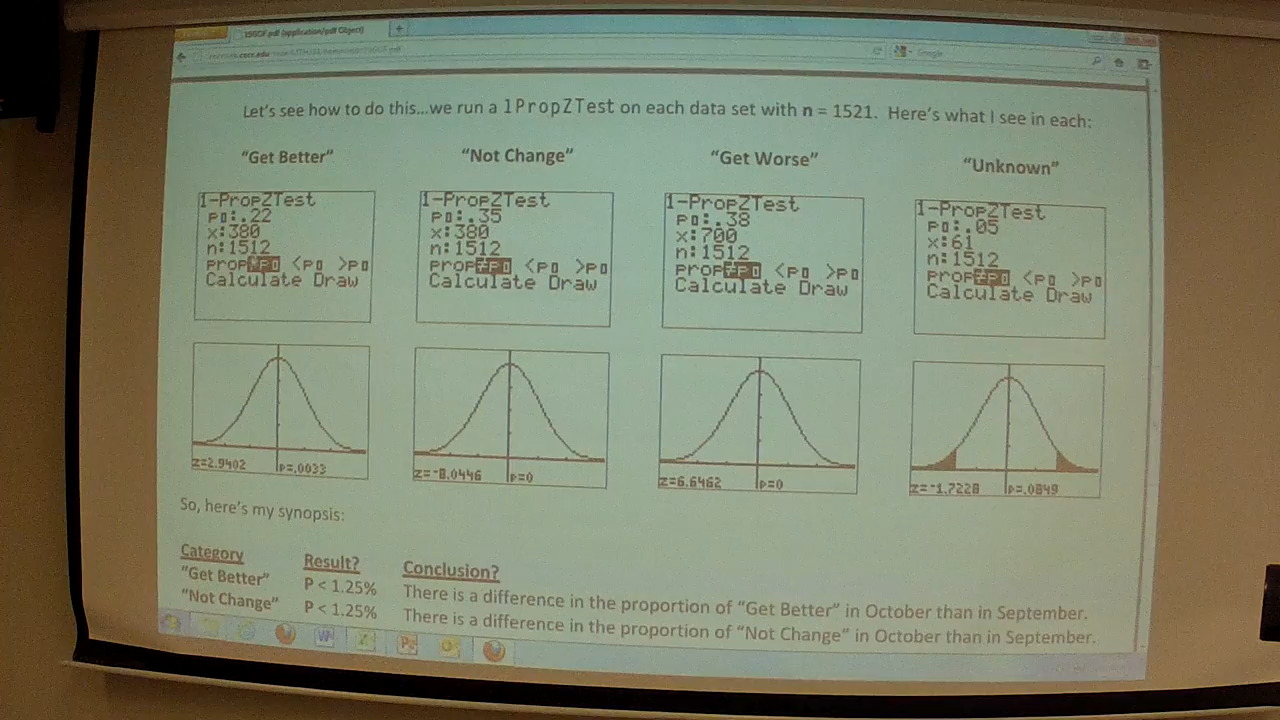 Google
Let's see how to do this...we run a 1PropZTest on each data set with n = 1521. Here's what I see in each:
"Get Better" "Not Change" "Get Worse" "Unknown"
1-PropZTest
p0:.22
x:380
n:1512
prop≠p0 <p0 >p0
Calculate Draw
1-PropZTest
p0:.35
x:380
n:1512
prop≠p0 <p0 >p0
Calculate Draw
1-PropZTest
p0:.38
x:700
n:1512
prop≠p0 <p0 >p0
Calculate Draw
1-PropZTest
p0:.05
x:61
n:1512
prop≠p0 <p0 >p0
Calculate Draw
z=2.9402 p=.0033
z=-8.0446 p=0
z=6.6462 p=0
z=-1.7228 p=.0849
So, here's my synopsis:
Category Result? Conclusion?
"Get Better" P < 1.25% There is a difference in the proportion of "Get Better" in October than in September.
"Not Change" P < 1.25% There is a difference in the proportion of "Not Change" in October than in September.